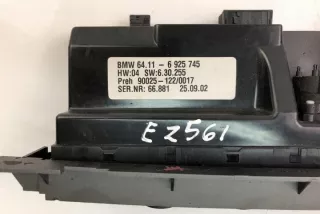 BMW 64.11 - 6 925 745
HW:04 SW:6.30.255
Preh 90025-122/0017
SER.NR: 66.881 25.09.02
EZ561